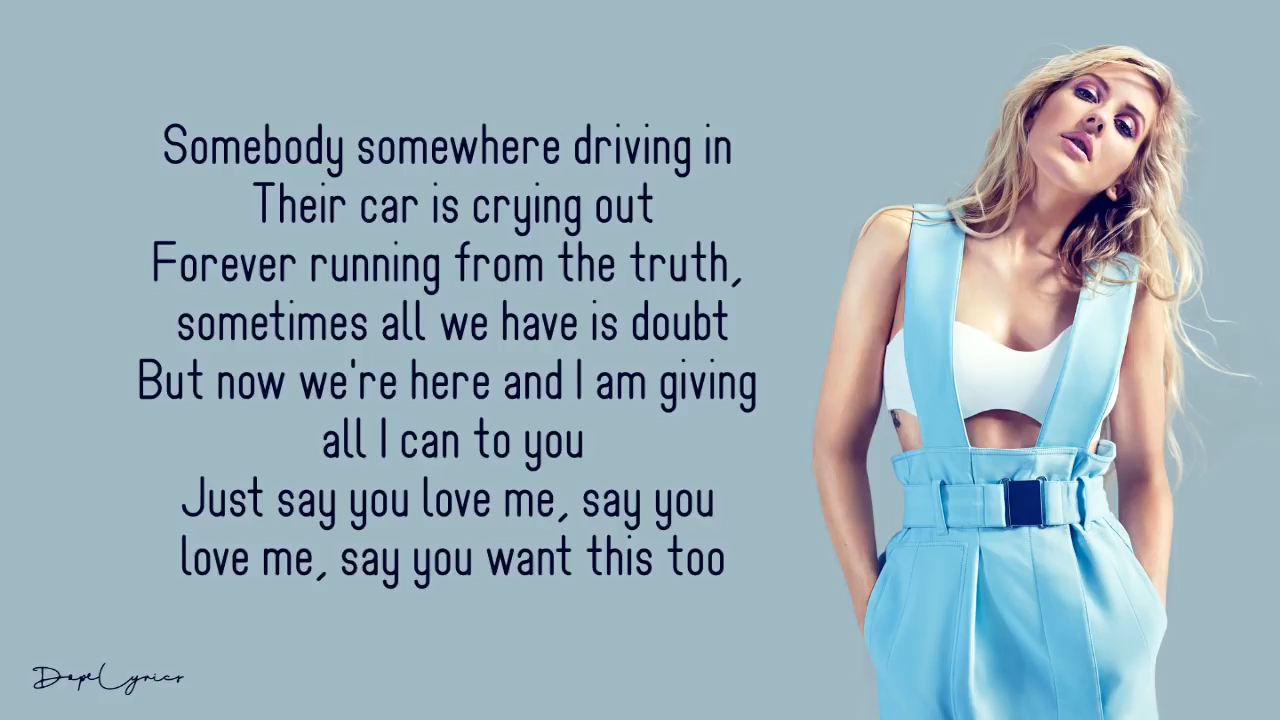 Somebody somewhere driving in
Their car is crying out
Forever running from the truth,
sometimes all we have is doubt
But now we're here and I am giving
all I can to you
Just say you love me, say you
love me, say you want this too
DopeLyrics